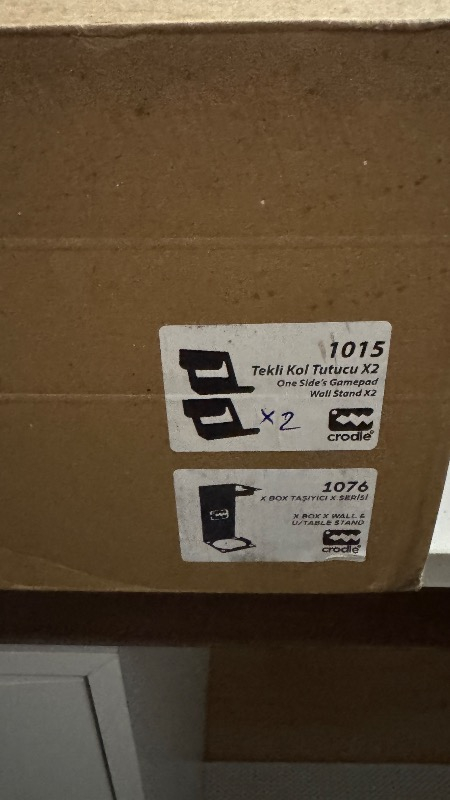 1015
Tekli Kol Tutucu X2
One Side's Gamepad
Wall Stand X2
x2
crodle
1076
X BOX TAŞIYICI X SERİSİ
X BOX X WALL &
U/TABLE STAND
crodle